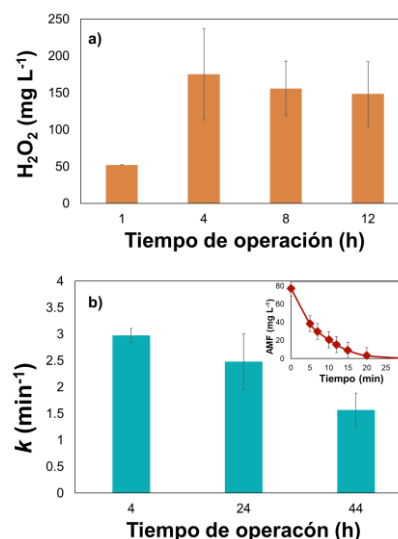 a)
H₂O₂ (mg L⁻¹)
250
200
150
100
50
0
1 4 8 12
Tiempo de operación (h)
b)
k (min⁻¹)
4
3.5
3
2.5
2
1.5
1
0.5
0
4 24 44
Tiempo de operacón (h)
AMF (mg L⁻¹)
80
60
40
20
0
0 5 10 15 20 25
Tiempo (min)